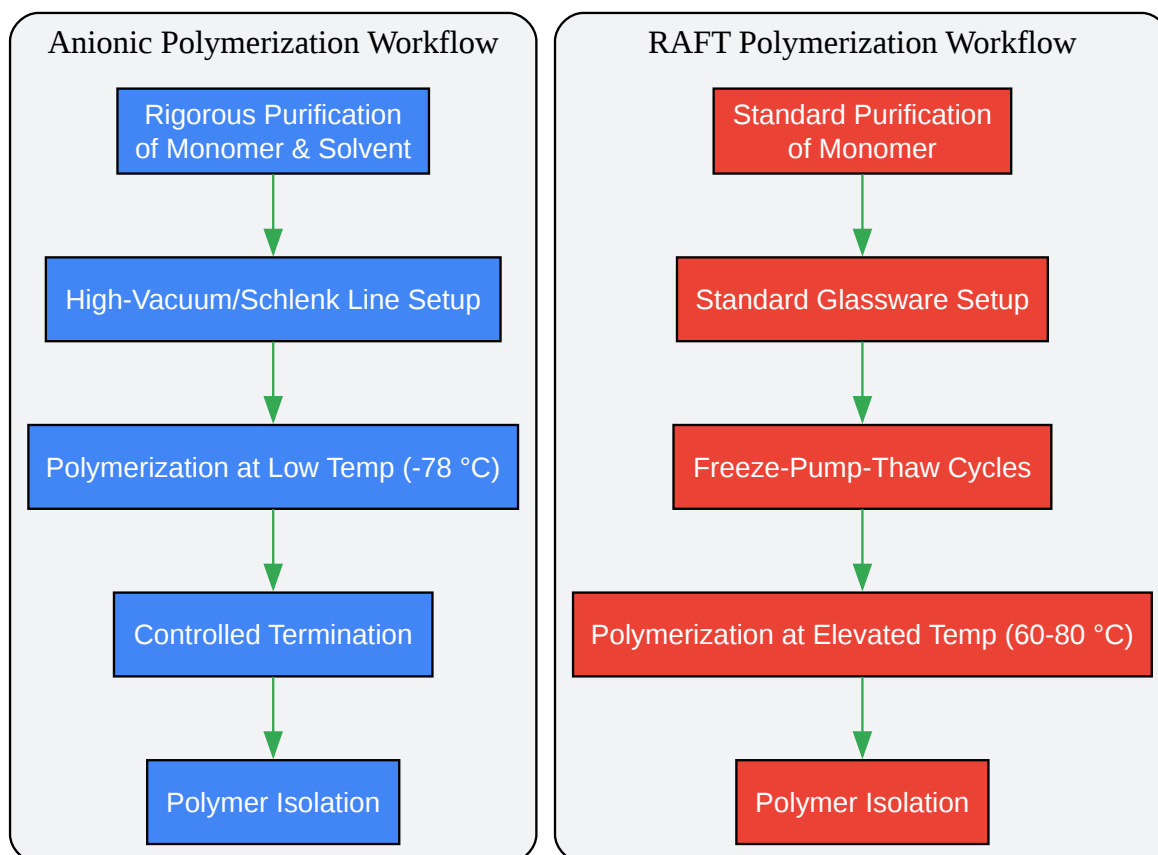 Anionic Polymerization Workflow
Rigorous Purification
of Monomer & Solvent
High-Vacuum/Schlenk Line Setup
Polymerization at Low Temp (-78 °C)
Controlled Termination
Polymer Isolation
RAFT Polymerization Workflow
Standard Purification
of Monomer
Standard Glassware Setup
Freeze-Pump-Thaw Cycles
Polymerization at Elevated Temp (60-80 °C)
Polymer Isolation